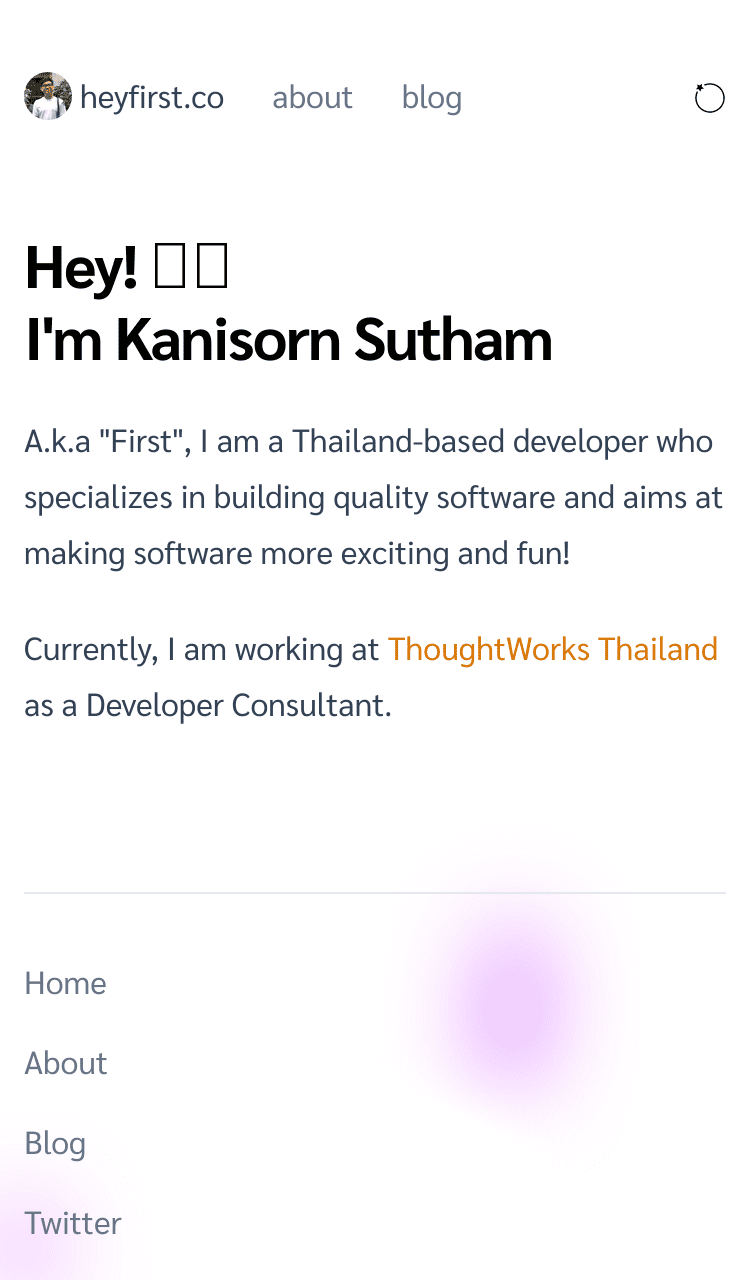 heyfirst.co about blog
Hey!
I'm Kanisorn Sutham
A.k.a "First", I am a Thailand-based developer who
specializes in building quality software and aims at
making software more exciting and fun!
Currently, I am working at ThoughtWorks Thailand
as a Developer Consultant.
Home
About
Blog
Twitter